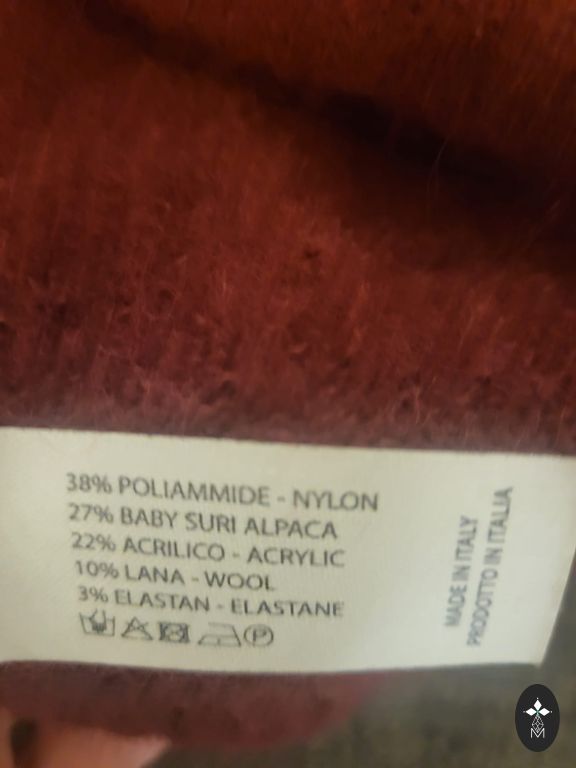 38% POLIAMMIDE - NYLON
27% BABY SURI ALPACA
22% ACRILICO - ACRYLIC
10% LANA - WOOL
3% ELASTAN - ELASTANE
P
MADE IN ITALY
PRODOTTO IN ITALIA
M